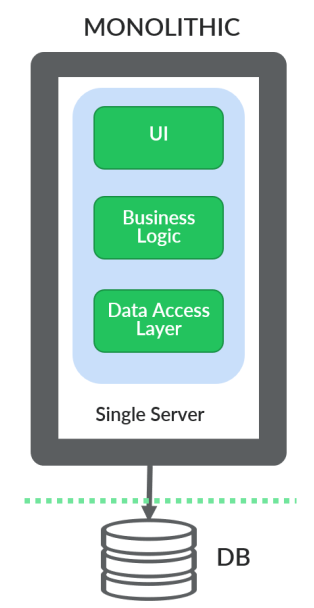 MONOLITHIC
UI
Business
Logic
Data Access
Layer
Single Server
DB